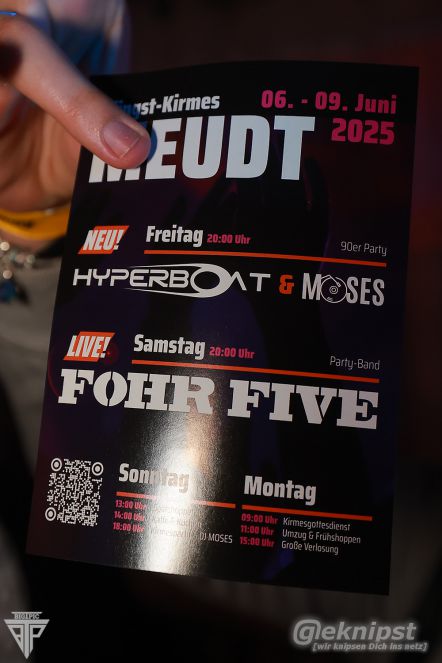 06. - 09. Juni
2025
MEUDT
NEU!
Freitag 20:00 Uhr
90er Party
HYPERBOAT & MOSES
LIVE!
Samstag 20:00 Uhr
Party-Band
FOHR FIVE
Sonntag
13:00 Uhr
14:00 Uhr
18:00 Uhr
DJ MOSES
Montag
09:00 Uhr Kirmesgottesdienst
11:00 Uhr Umzug & Frühshoppen
15:00 Uhr Große Verlosung
BIGUPIC
@eknipst
[wir knipsen Dich ins netz]